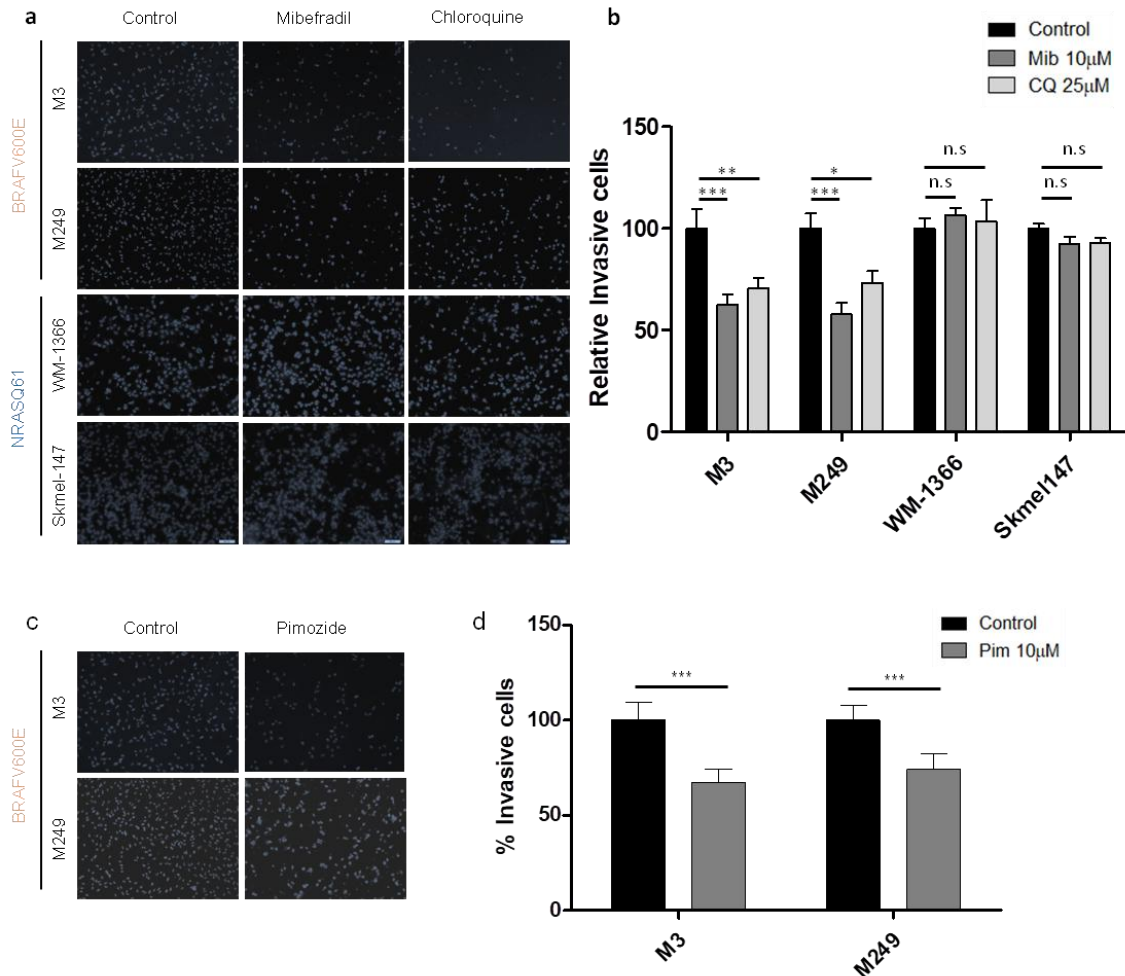 a
Control Mibefradil Chloroquine
BRAFV600E
M3
M249
NRASQ61
WM-1366
Skmel-147
b
Control
Mib 10μM
CQ 25μM
Relative Invasive cells
150
100
50
0
** * n.s n.s
*** *** n.s n.s
M3 M249 WM-1366 Skmel147
c
Control Pimozide
BRAFV600E
M3
M249
d
Control
Pim 10μM
% Invasive cells
150
100
50
0
*** ***
M3 M249